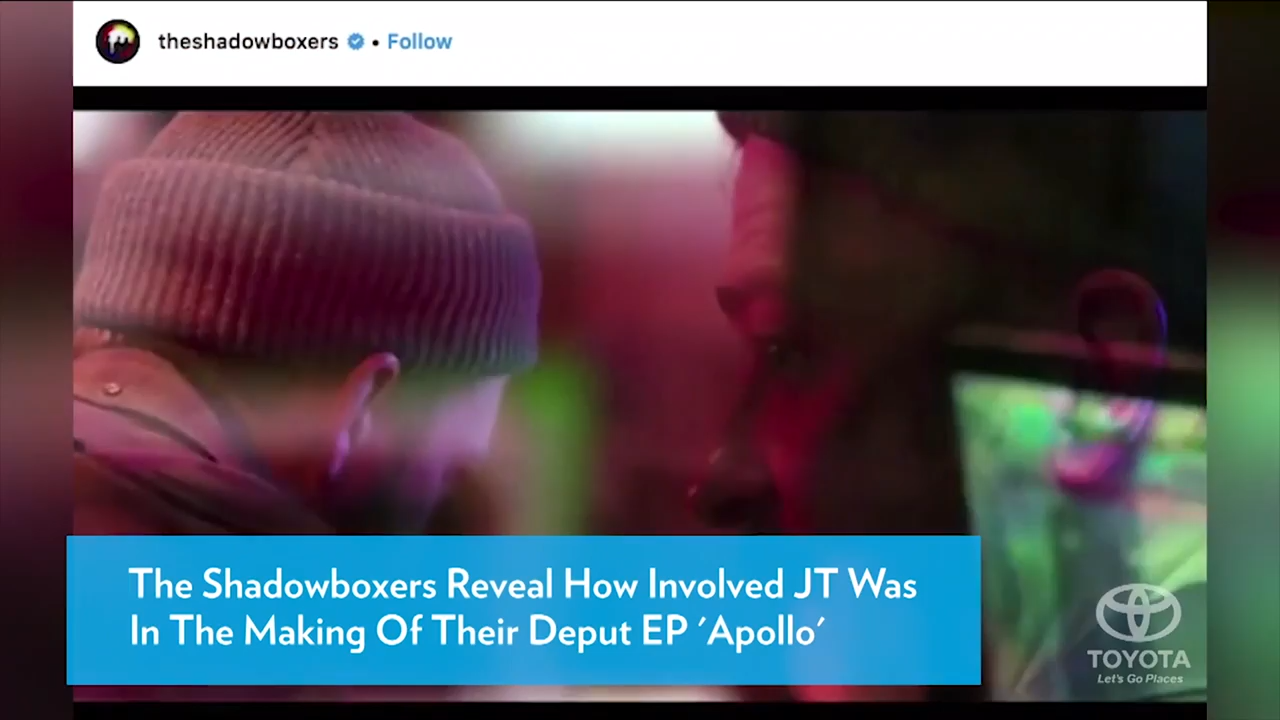 theshadowboxers • Follow
The Shadowboxers Reveal How Involved JT Was
In The Making Of Their Deput EP 'Apollo'
TOYOTA
Let's Go Places